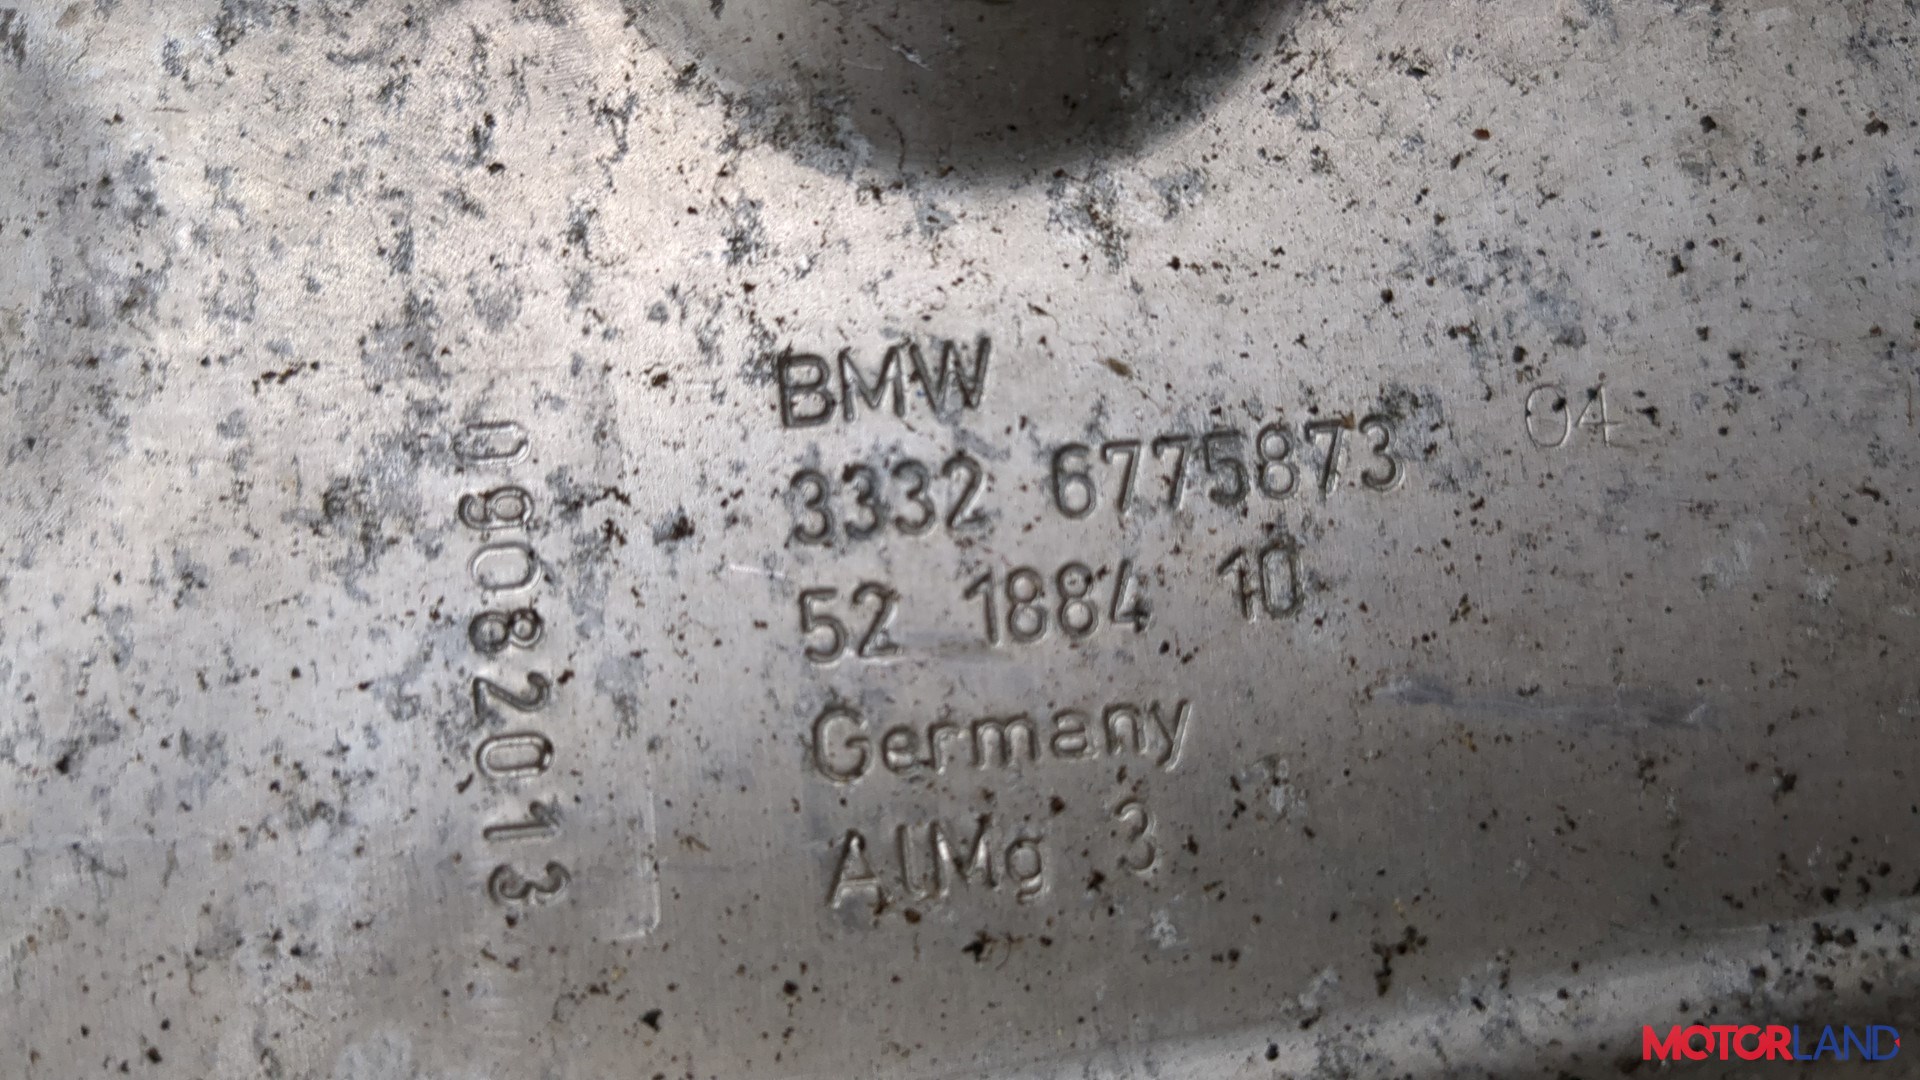 BMW
3332 6775873
04
52 1884 10
Germany
AlMg 3
09082013
MOTORLAND